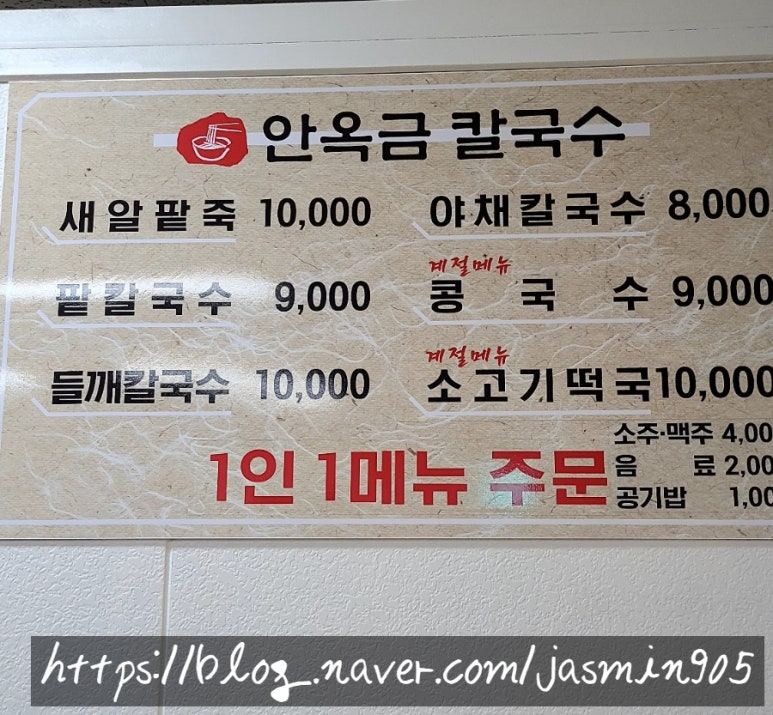 안옥금 칼국수
새알팥죽 10,000
야채칼국수 8,000
팥칼국수 9,000
계절메뉴
콩국수 9,000
들깨칼국수 10,000
계절메뉴
소고기떡국 10,000
소주·맥주 4,00
음료 2,00
공기밥 1,00
1인 1메뉴 주문
https://blog.naver.com/jasmin905